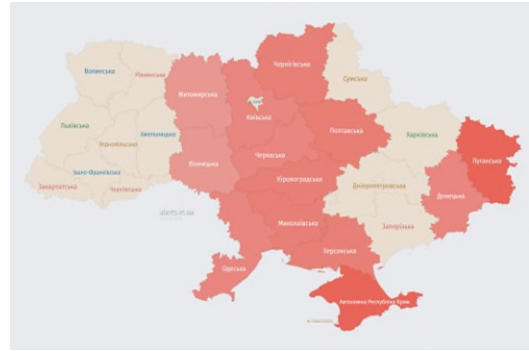 Чернігівська
Волинська
Рівненська
Сумська
Житомирська
Київська
Львівська
Полтавська
Харківська
Тернопільська
Хмельницька
Черкаська
Луганська
Вінницька
Івано-Франківська
Кіровоградська
Дніпропетровська
Закарпатська
Чернівецька
Донецька
alerts.in.ua
Миколаївська
Запорізька
Херсонська
Одеська
Автономна Республіка Крим